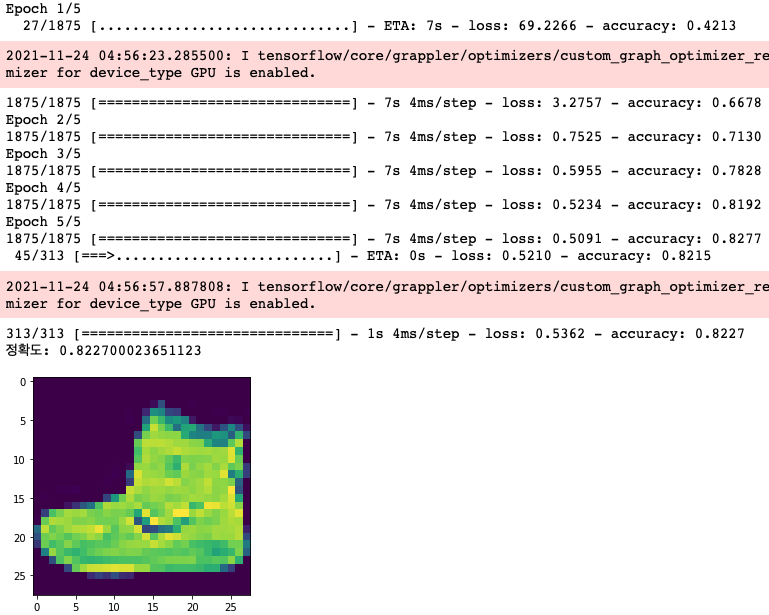 Epoch 1/5
27/1875 [..............................] - ETA: 7s - loss: 69.2266 - accuracy: 0.4213
2021-11-24 04:56:23.285500: I tensorflow/core/grappler/optimizers/custom_graph_optimizer_re
mizer for device_type GPU is enabled.
1875/1875 [==============================] - 7s 4ms/step - loss: 3.2757 - accuracy: 0.6678
Epoch 2/5
1875/1875 [==============================] - 7s 4ms/step - loss: 0.7525 - accuracy: 0.7130
Epoch 3/5
1875/1875 [==============================] - 7s 4ms/step - loss: 0.5955 - accuracy: 0.7828
Epoch 4/5
1875/1875 [==============================] - 7s 4ms/step - loss: 0.5234 - accuracy: 0.8192
Epoch 5/5
1875/1875 [==============================] - 7s 4ms/step - loss: 0.5091 - accuracy: 0.8277
45/313 [===>..........................] - ETA: 0s - loss: 0.5210 - accuracy: 0.8215
2021-11-24 04:56:57.887808: I tensorflow/core/grappler/optimizers/custom_graph_optimizer_re
mizer for device_type GPU is enabled.
313/313 [==============================] - 1s 4ms/step - loss: 0.5362 - accuracy: 0.8227
정확도: 0.822700023651123
0
5
10
15
20
25
0 5 10 15 20 25